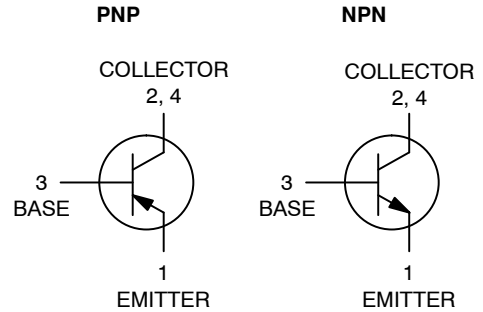 PNP
COLLECTOR
2, 4
3
BASE
1
EMITTER
NPN
COLLECTOR
2, 4
3
BASE
1
EMITTER